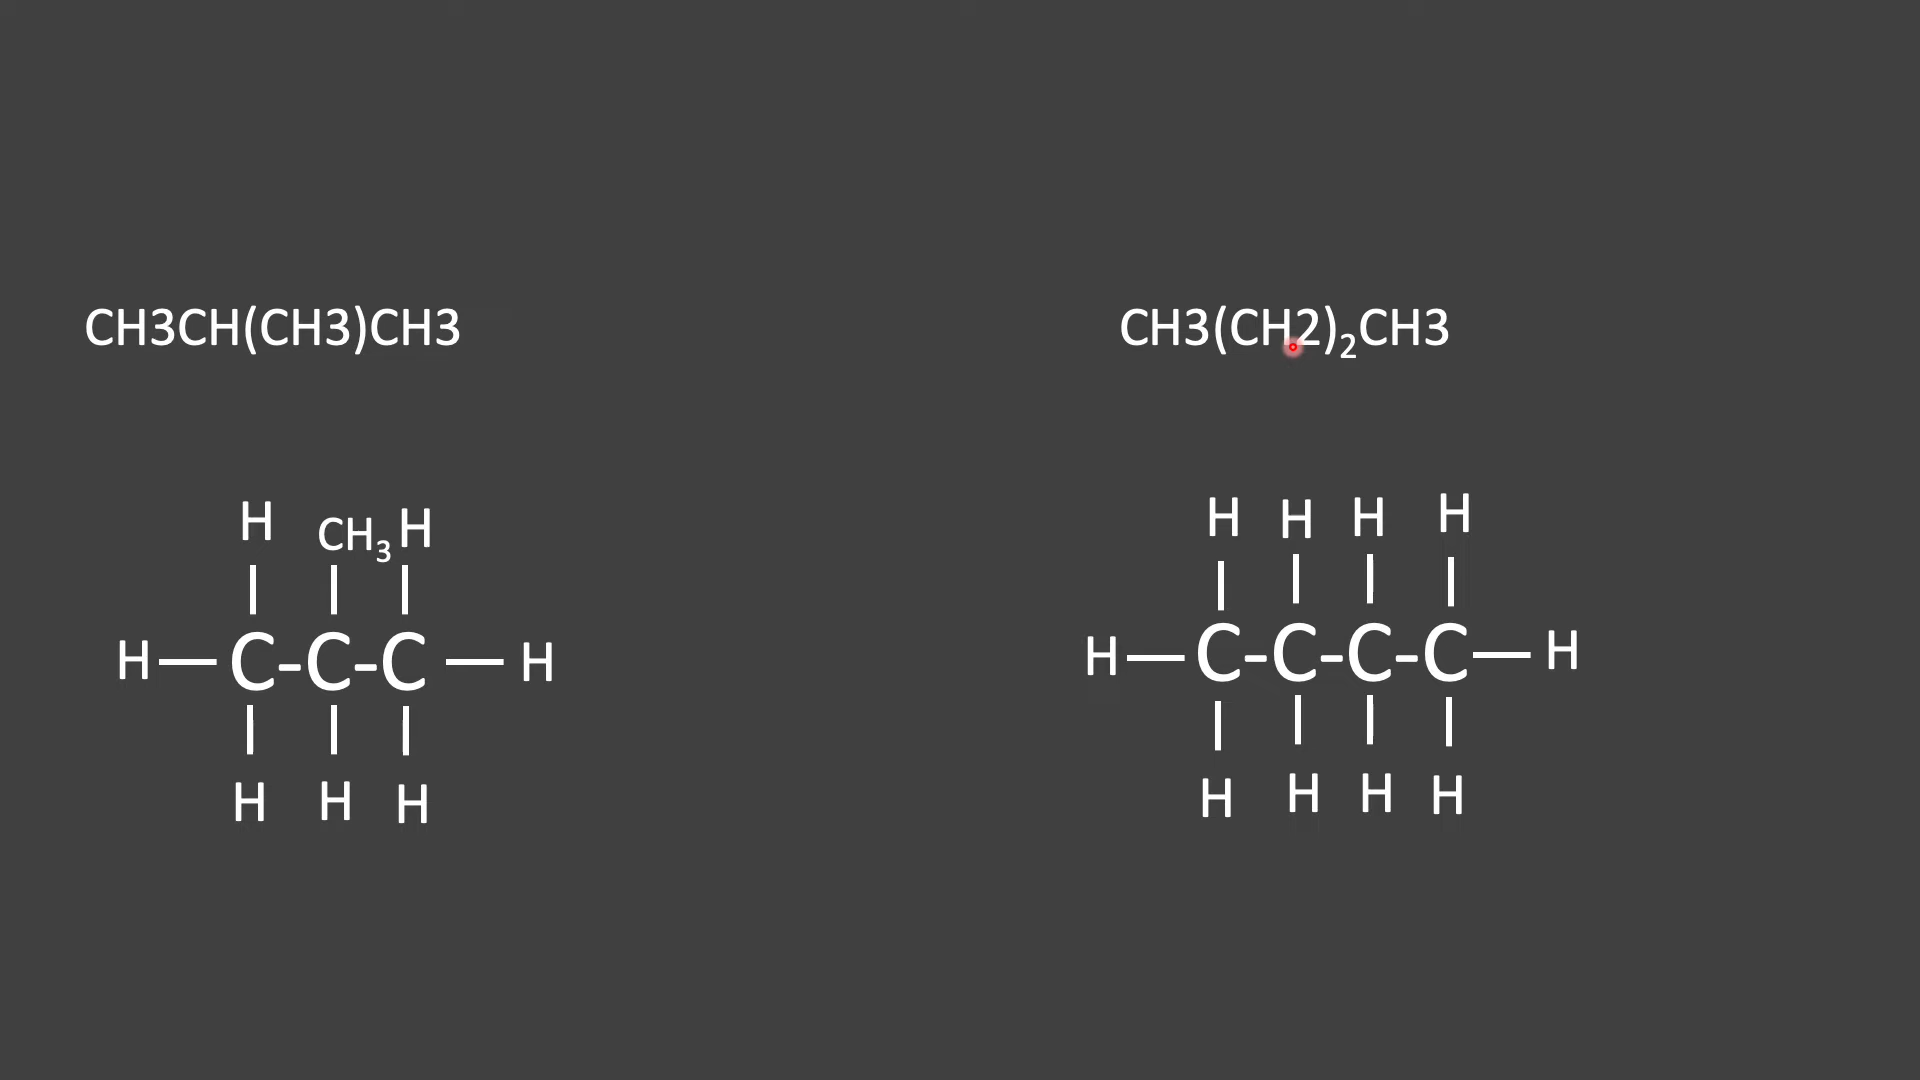 CH3CH(CH3)CH3
CH3(CH2)₂CH3
H CH₃ H
H C-C-C H
H H H
H H H H
H C-C-C-C H
H H H H